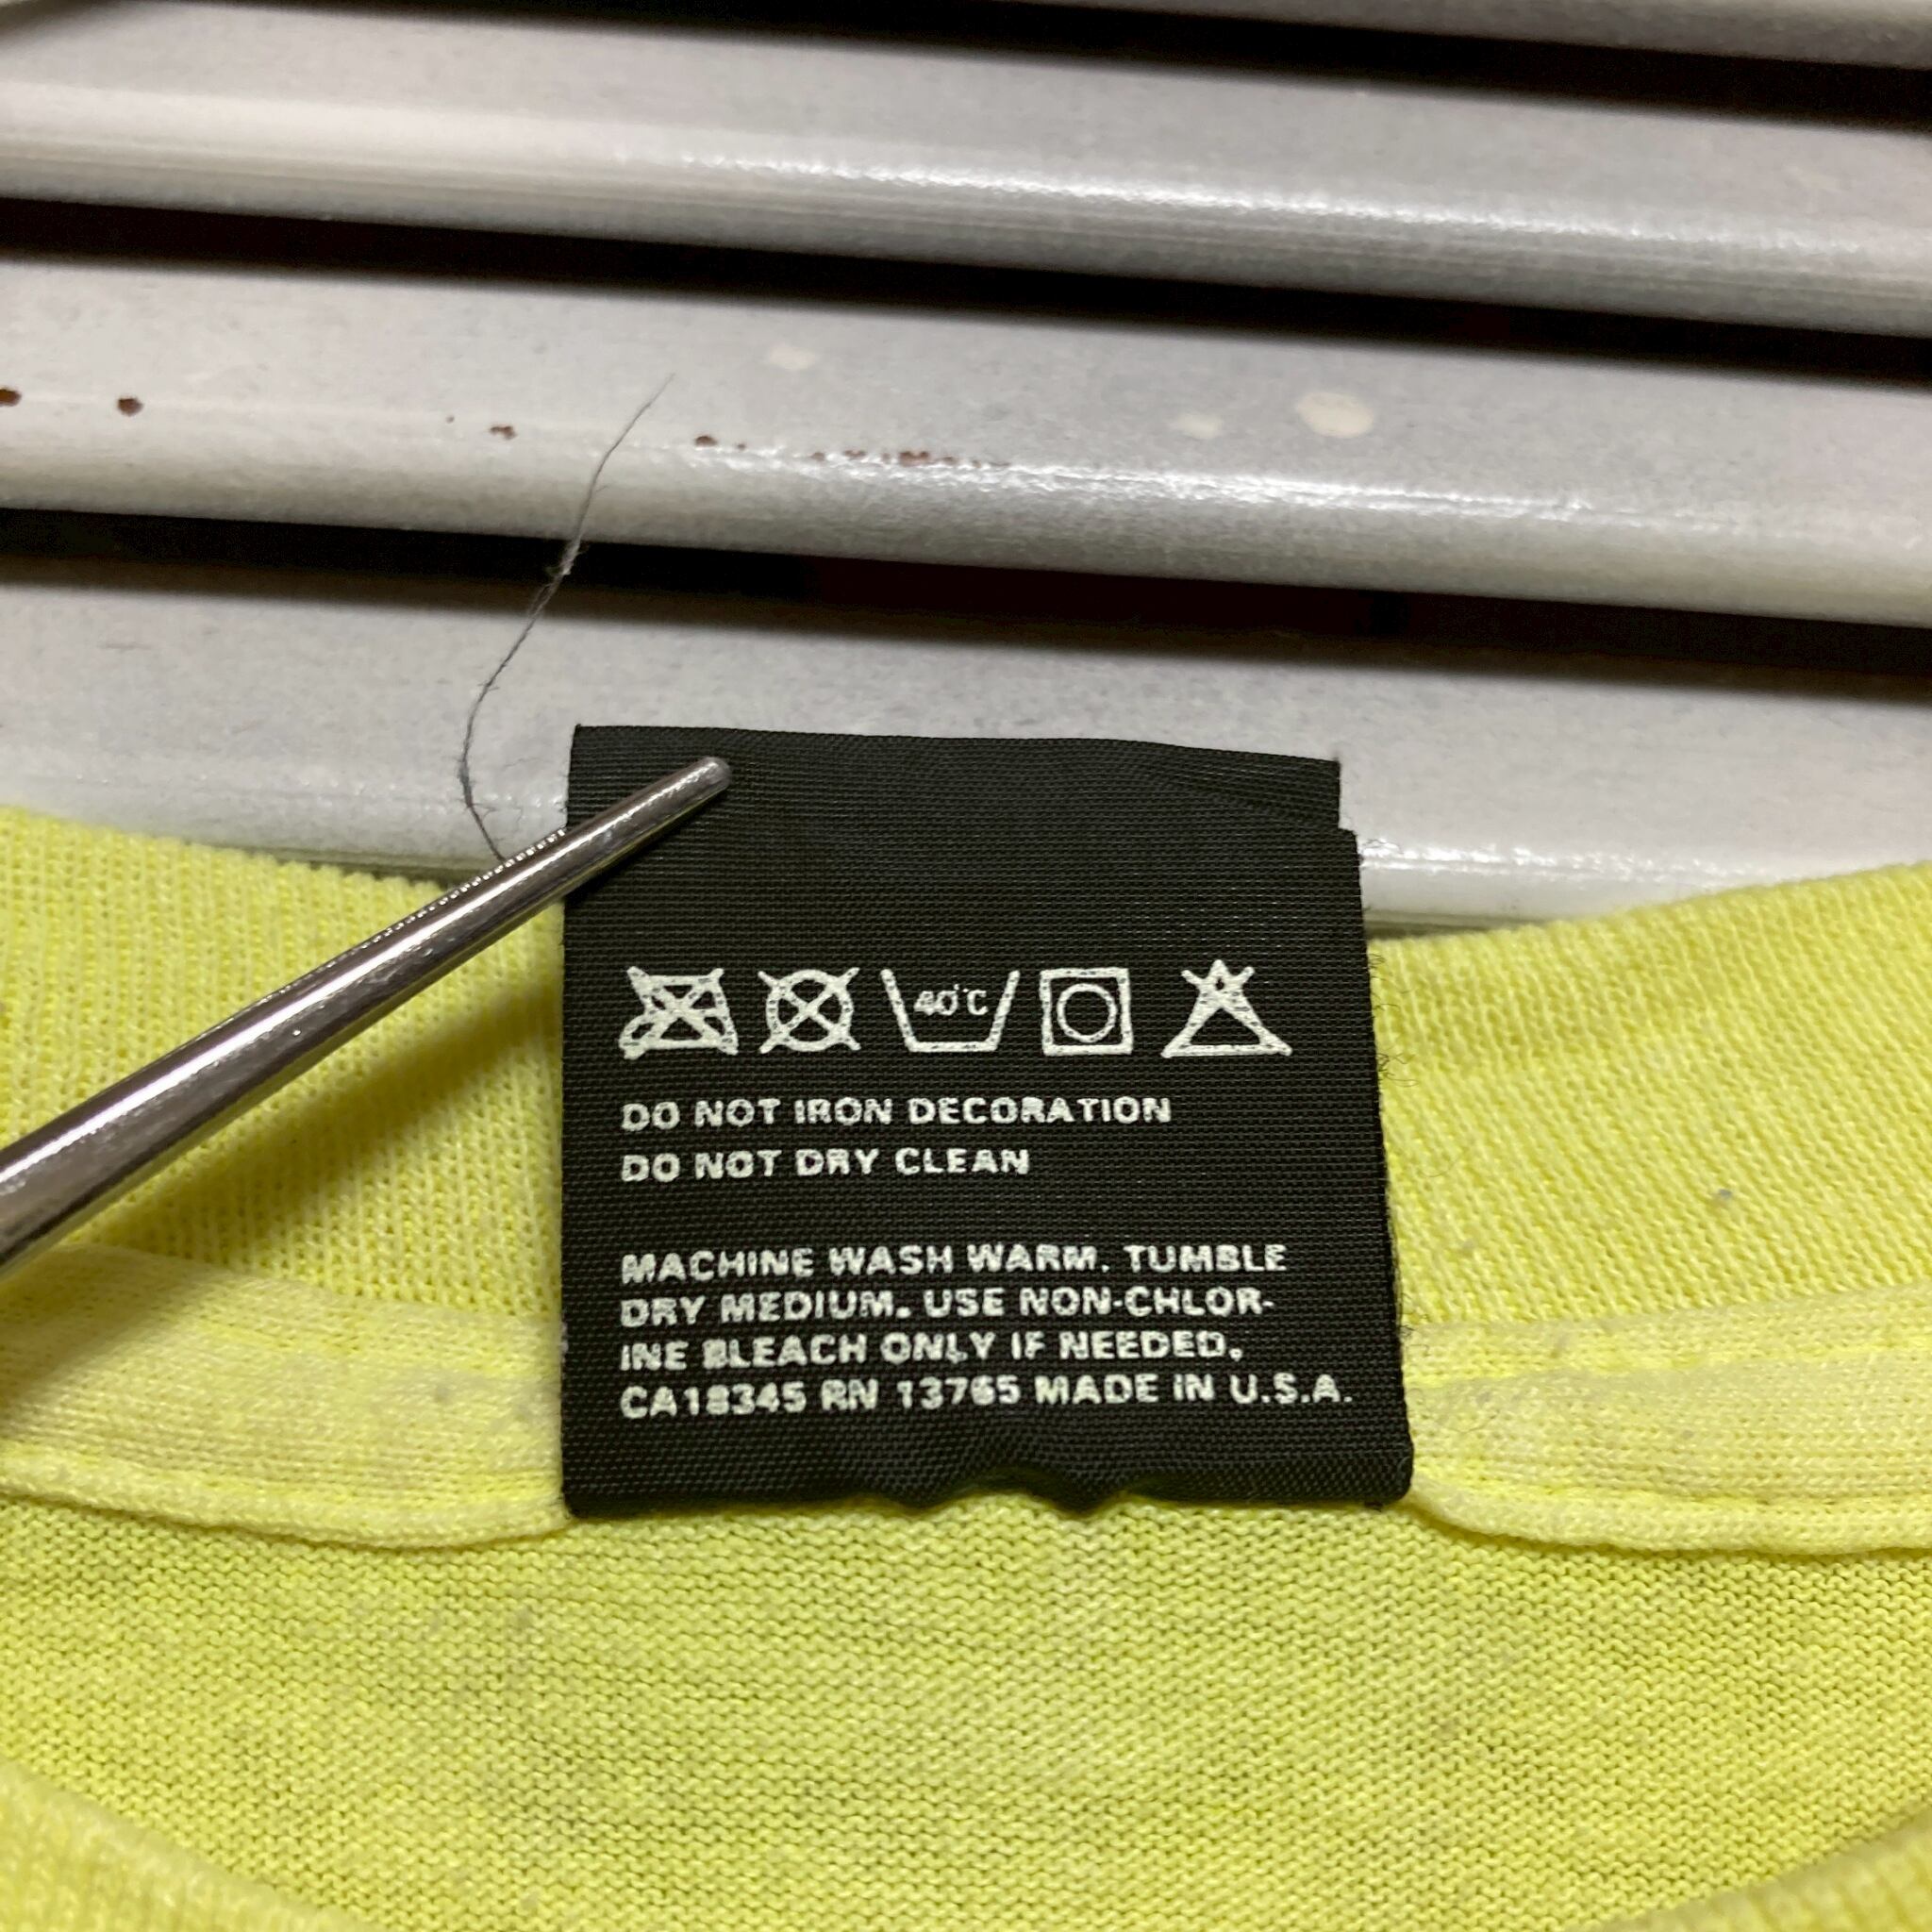 40°C
DO NOT IRON DECORATION
DO NOT DRY CLEAN
MACHINE WASH WARM. TUMBLE
DRY MEDIUM. USE NON-CHLOR-
INE BLEACH ONLY IF NEEDED.
CA18345 RN 13765 MADE IN U.S.A.